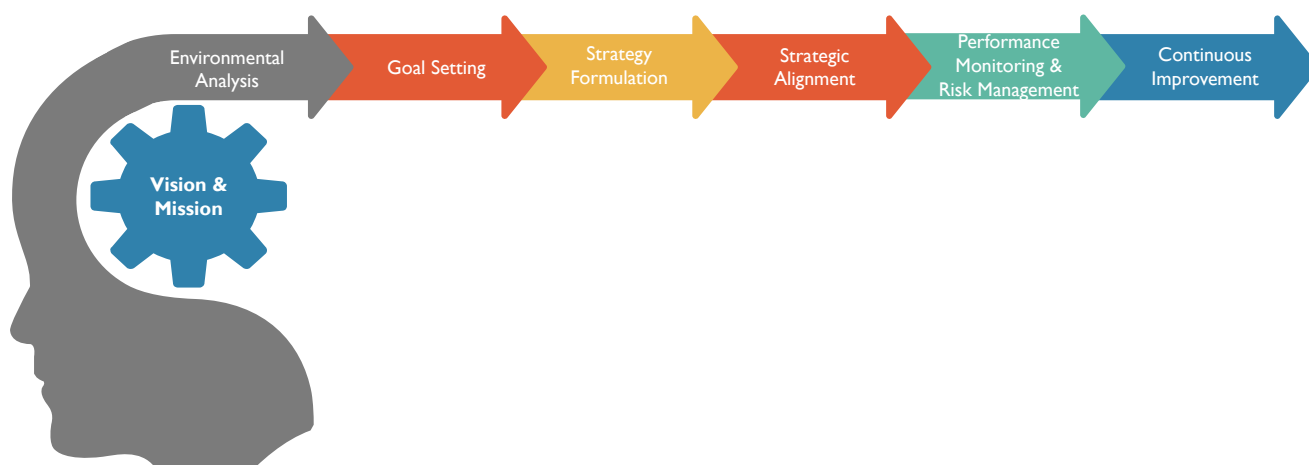 Environmental
Analysis
Goal Setting
Strategy
Formulation
Strategic
Alignment
Performance
Monitoring &
Risk Management
Continuous
Improvement
Vision &
Mission